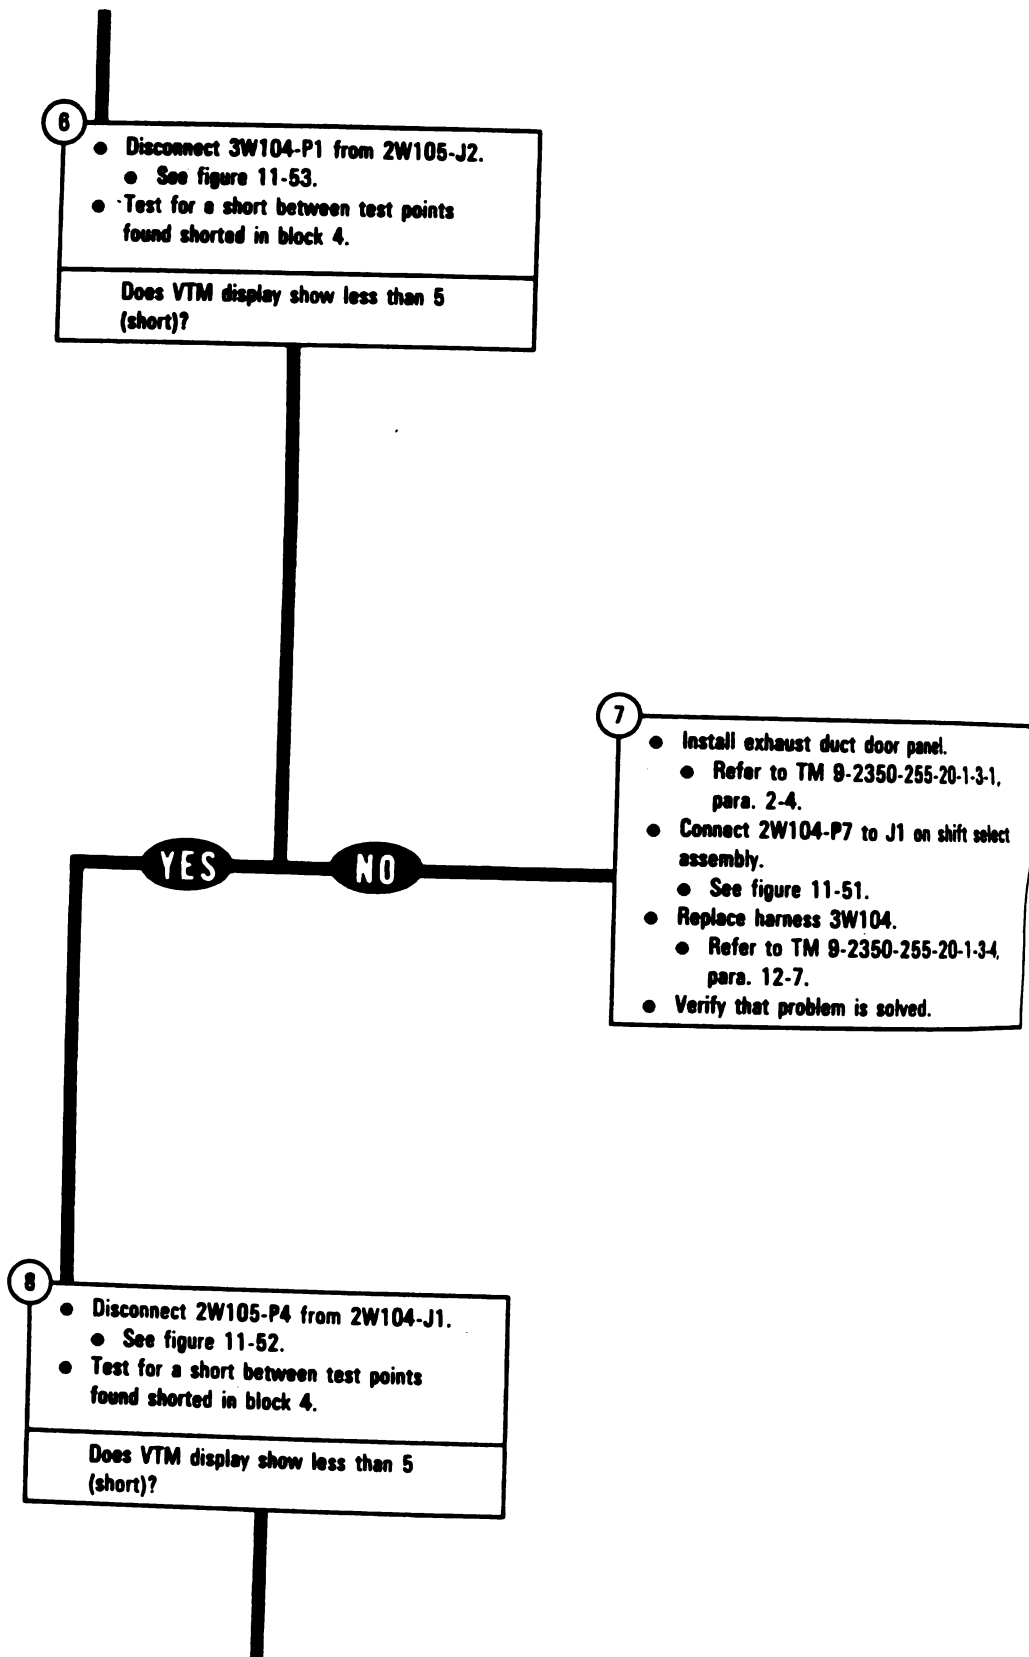 6
● Disconnect 3W104-P1 from 2W105-J2.
● See figure 11-53.
● Test for a short between test points
found shorted in block 4.
Does VTM display show less than 5
(short)?
YES
NO
7
● Install exhaust duct door panel.
● Refer to TM 9-2350-255-20-1-3-1,
para. 2-4.
● Connect 2W104-P7 to J1 on shift select
assembly.
● See figure 11-51.
● Replace harness 3W104.
● Refer to TM 9-2350-255-20-1-3-4,
para. 12-7.
● Verify that problem is solved.
8
● Disconnect 2W105-P4 from 2W104-J1.
● See figure 11-52.
● Test for a short between test points
found shorted in block 4.
Does VTM display show less than 5
(short)?